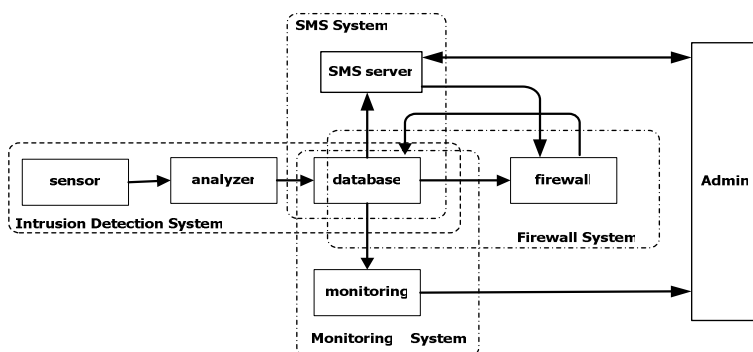 SMS System
SMS server
sensor
analyzer
database
firewall
Admin
Intrusion Detection System
Firewall System
monitoring
Monitoring System